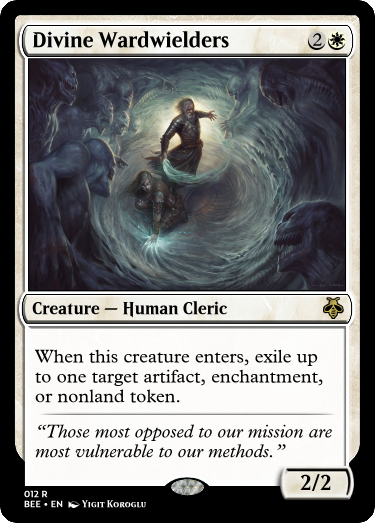 Divine Wardwielders 2
Creature — Human Cleric
When this creature enters, exile up
to one target artifact, enchantment,
or nonland token.
“Those most opposed to our mission are
most vulnerable to our methods.”
2/2
012 R
BEE • EN Yigit Koroglu